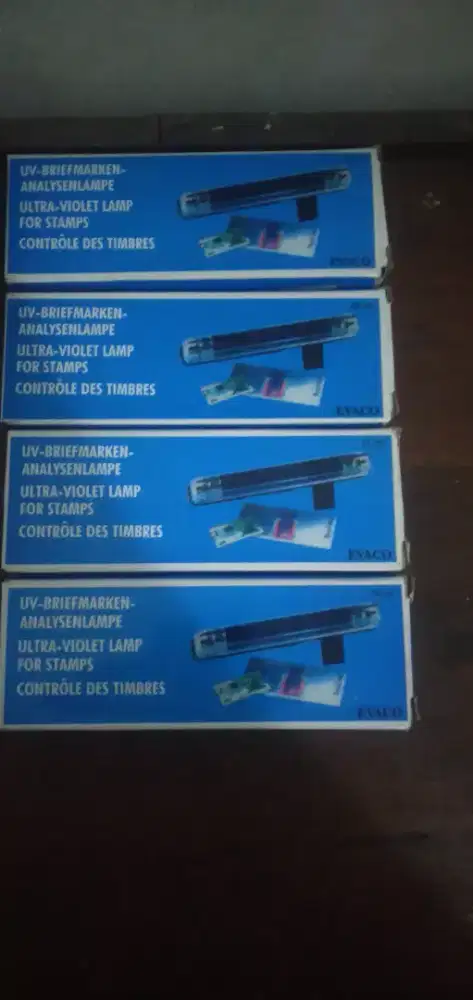 UV-BRIEFMARKEN-
ANALYSENLAMPE
ULTRA-VIOLET LAMP
FOR STAMPS
CONTRÔLE DES TIMBRES
EVACO
UV-BRIEFMARKEN-
ANALYSENLAMPE
ULTRA-VIOLET LAMP
FOR STAMPS
CONTRÔLE DES TIMBRES
EVACO
UV-BRIEFMARKEN-
ANALYSENLAMPE
ULTRA-VIOLET LAMP
FOR STAMPS
CONTRÔLE DES TIMBRES
EVACO
UV-BRIEFMARKEN-
ANALYSENLAMPE
ULTRA-VIOLET LAMP
FOR STAMPS
CONTRÔLE DES TIMBRES
EVACO